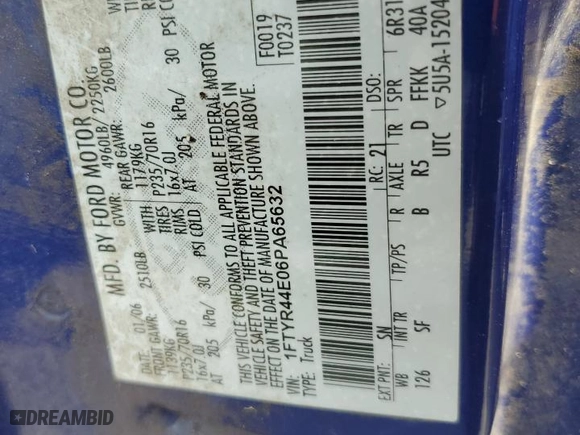 MFD. BY FORD MOTOR CO.
DATE: 01/06 GVWR: 4960LB/ 2250KG
FRONT GAWR: 2510LB REAR GAWR: 2600LB
1139KG WITH 1179KG
P235/70R16 TIRES P235/70R16
16x7.0J RIMS 16x7.0J
AT 205 kPa/ 30 PSI COLD AT 205 kPa/ 30 PSI
THIS VEHICLE CONFORMS TO ALL APPLICABLE FEDERAL MOTOR
VEHICLE SAFETY AND THEFT PREVENTION STANDARDS IN
EFFECT ON THE DATE OF MANUFACTURE SHOWN ABOVE.
VIN: 1FTYR44E06PA65632
TYPE: Truck
F0019
T0237
EXT PNT: SN RC: 21 DSO:
WB INT TR TP/PS R AXLE TR SPR
126 SF B R5 D FFKK
UTC ▽5U5A-15204
DREAMBID